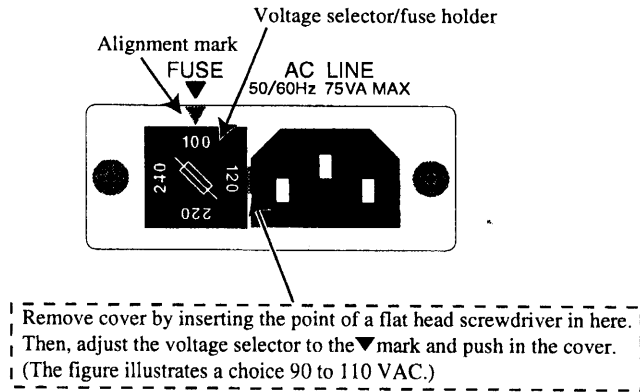 Voltage selector/fuse holder
Alignment mark
FUSE
AC LINE
50/60Hz 75VA MAX
100
240
120
220
Remove cover by inserting the point of a flat head screwdriver in here.
Then, adjust the voltage selector to the▼mark and push in the cover.
(The figure illustrates a choice 90 to 110 VAC.)